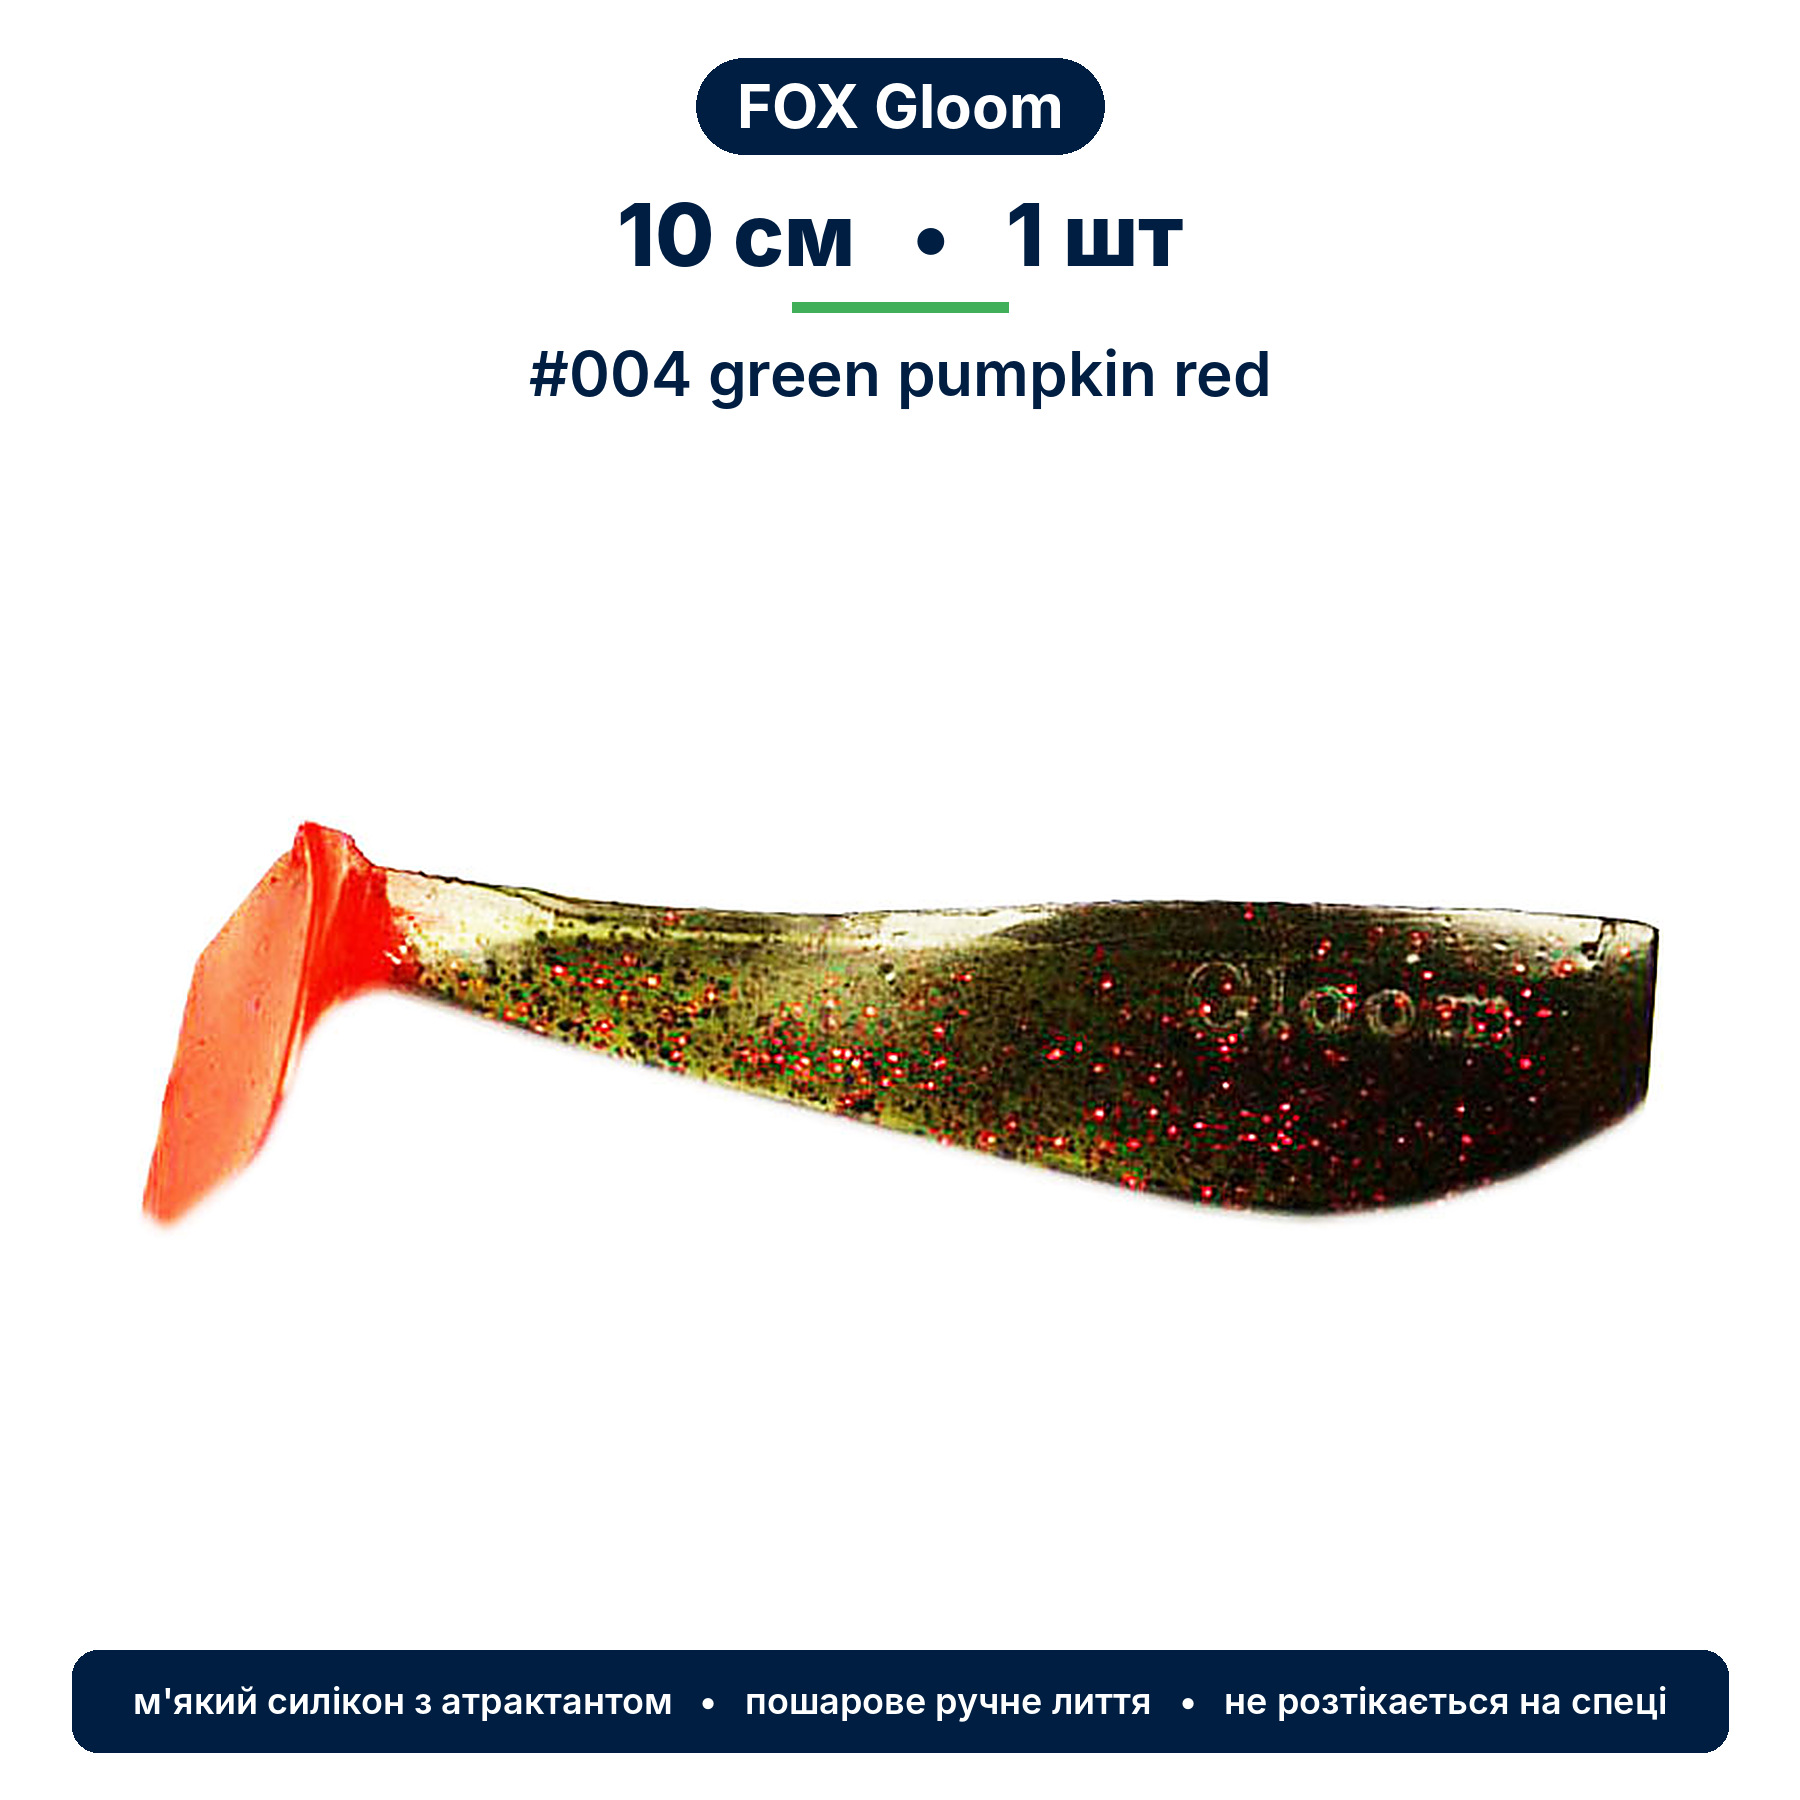 FOX Gloom
10 см • 1 шт
#004 green pumpkin red
Gloom
м'який силікон з атрактантом • пошарове ручне лиття • не розтікається на спеці